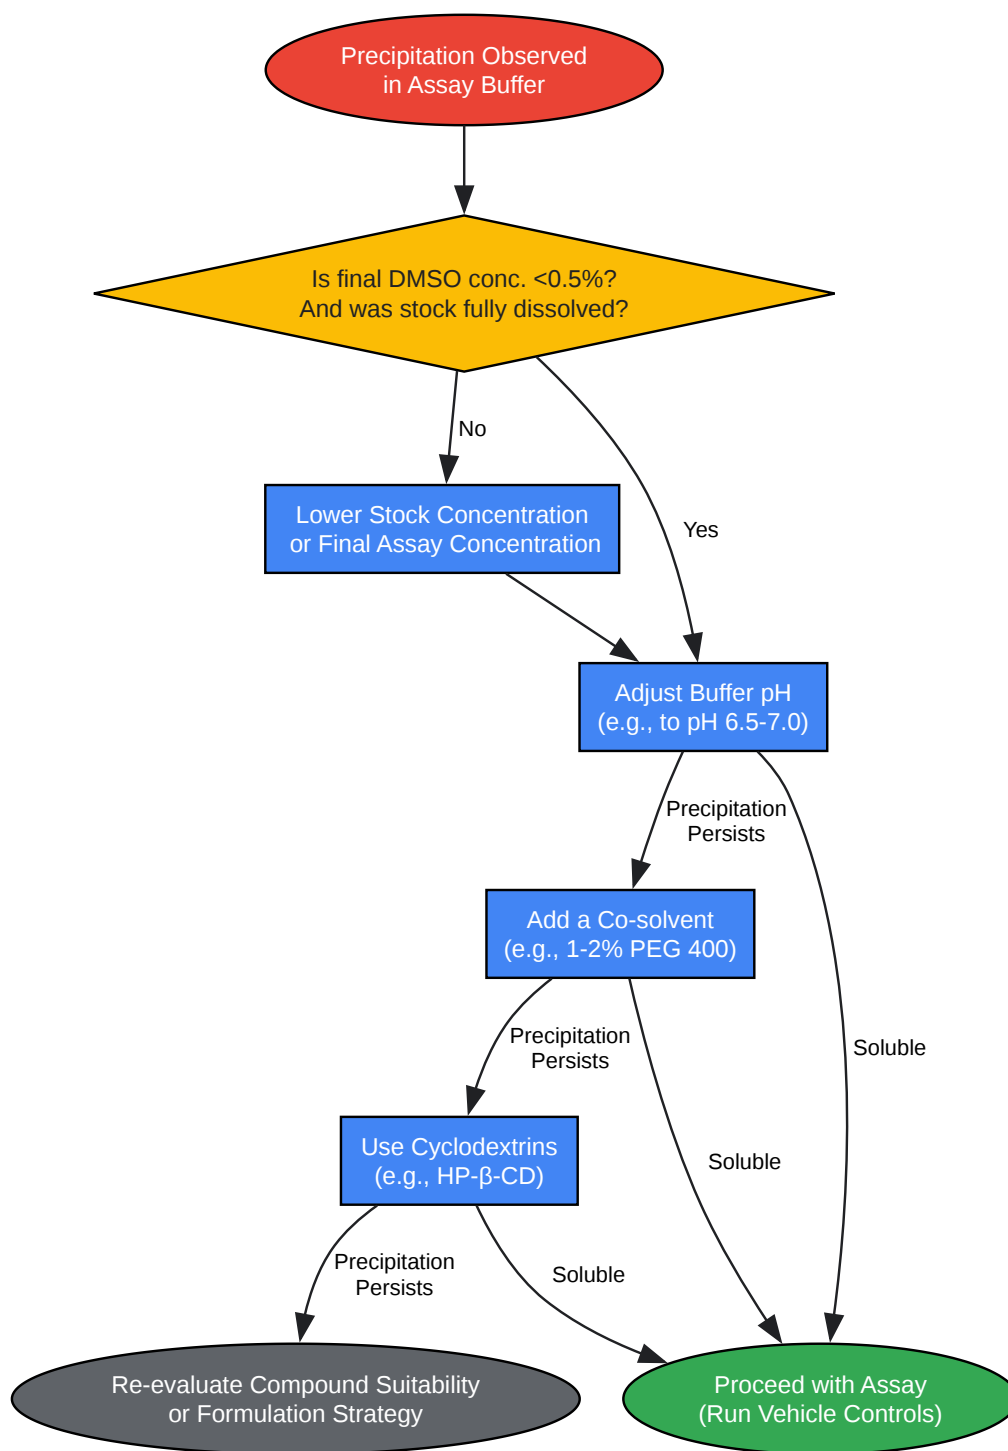 Precipitation Observed
in Assay Buffer
Is final DMSO conc. <0.5%?
And was stock fully dissolved?
No
Lower Stock Concentration
or Final Assay Concentration
Yes
Adjust Buffer pH
(e.g., to pH 6.5-7.0)
Precipitation
Persists
Add a Co-solvent
(e.g., 1-2% PEG 400)
Precipitation
Persists
Soluble
Use Cyclodextrins
(e.g., HP-β-CD)
Soluble
Precipitation
Persists
Soluble
Re-evaluate Compound Suitability
or Formulation Strategy
Proceed with Assay
(Run Vehicle Controls)